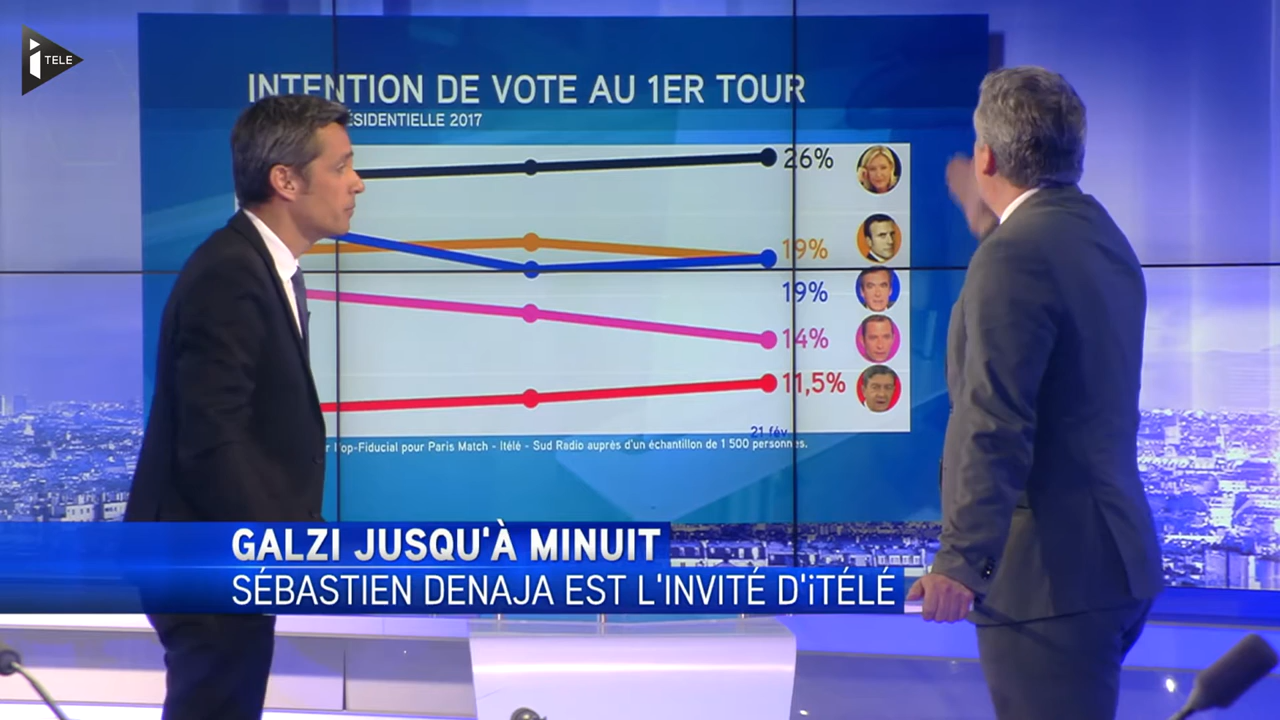 iTELE
INTENTION DE VOTE AU 1ER TOUR
ÉSIDENTIELLE 2017
26%
19%
19%
14%
11,5%
21 fév
r l'op-Fiducial pour Paris Match - Itélé - Sud Radio auprès d'un échantillon de 1 500 personnes.
GALZI JUSQU'À MINUIT
SÉBASTIEN DENAJA EST L'INVITÉ D'iTÉLÉ